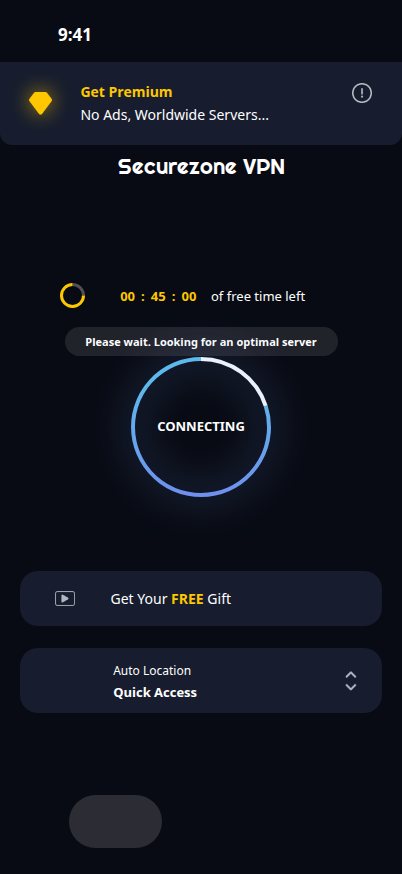 9:41
Get Premium
No Ads, Worldwide Servers...
Securezone VPN
00 : 45 : 00 of free time left
Please wait. Looking for an optimal server
CONNECTING
Get Your FREE Gift
Auto Location
Quick Access